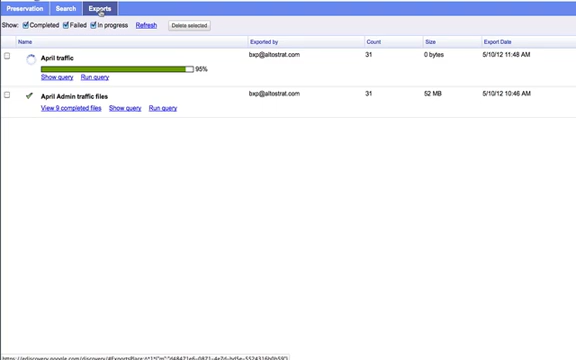 Preservation Search Exports
Show: Completed Failed In progress Refresh Delete selected
Name Exported by Count Size Export Date
April traffic bxp@altostrat.com 31 0 bytes 5/10/12 11:48 AM
95%
Show query Run query
April Admin traffic files bxp@altostrat.com 31 52 MB 5/10/12 10:46 AM
View 9 completed files Show query Run query